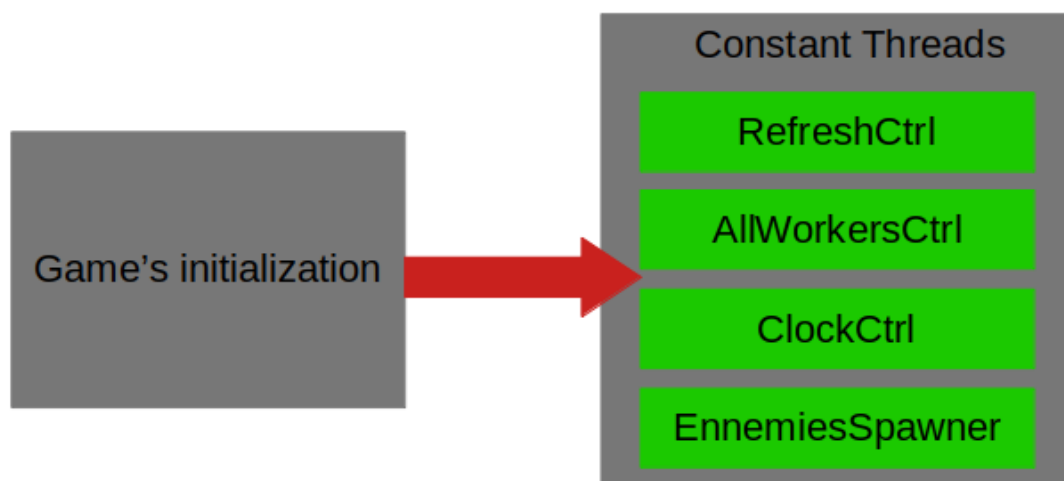 Game’s initialization
Constant Threads
RefreshCtrl
AllWorkersCtrl
ClockCtrl
EnnemiesSpawner